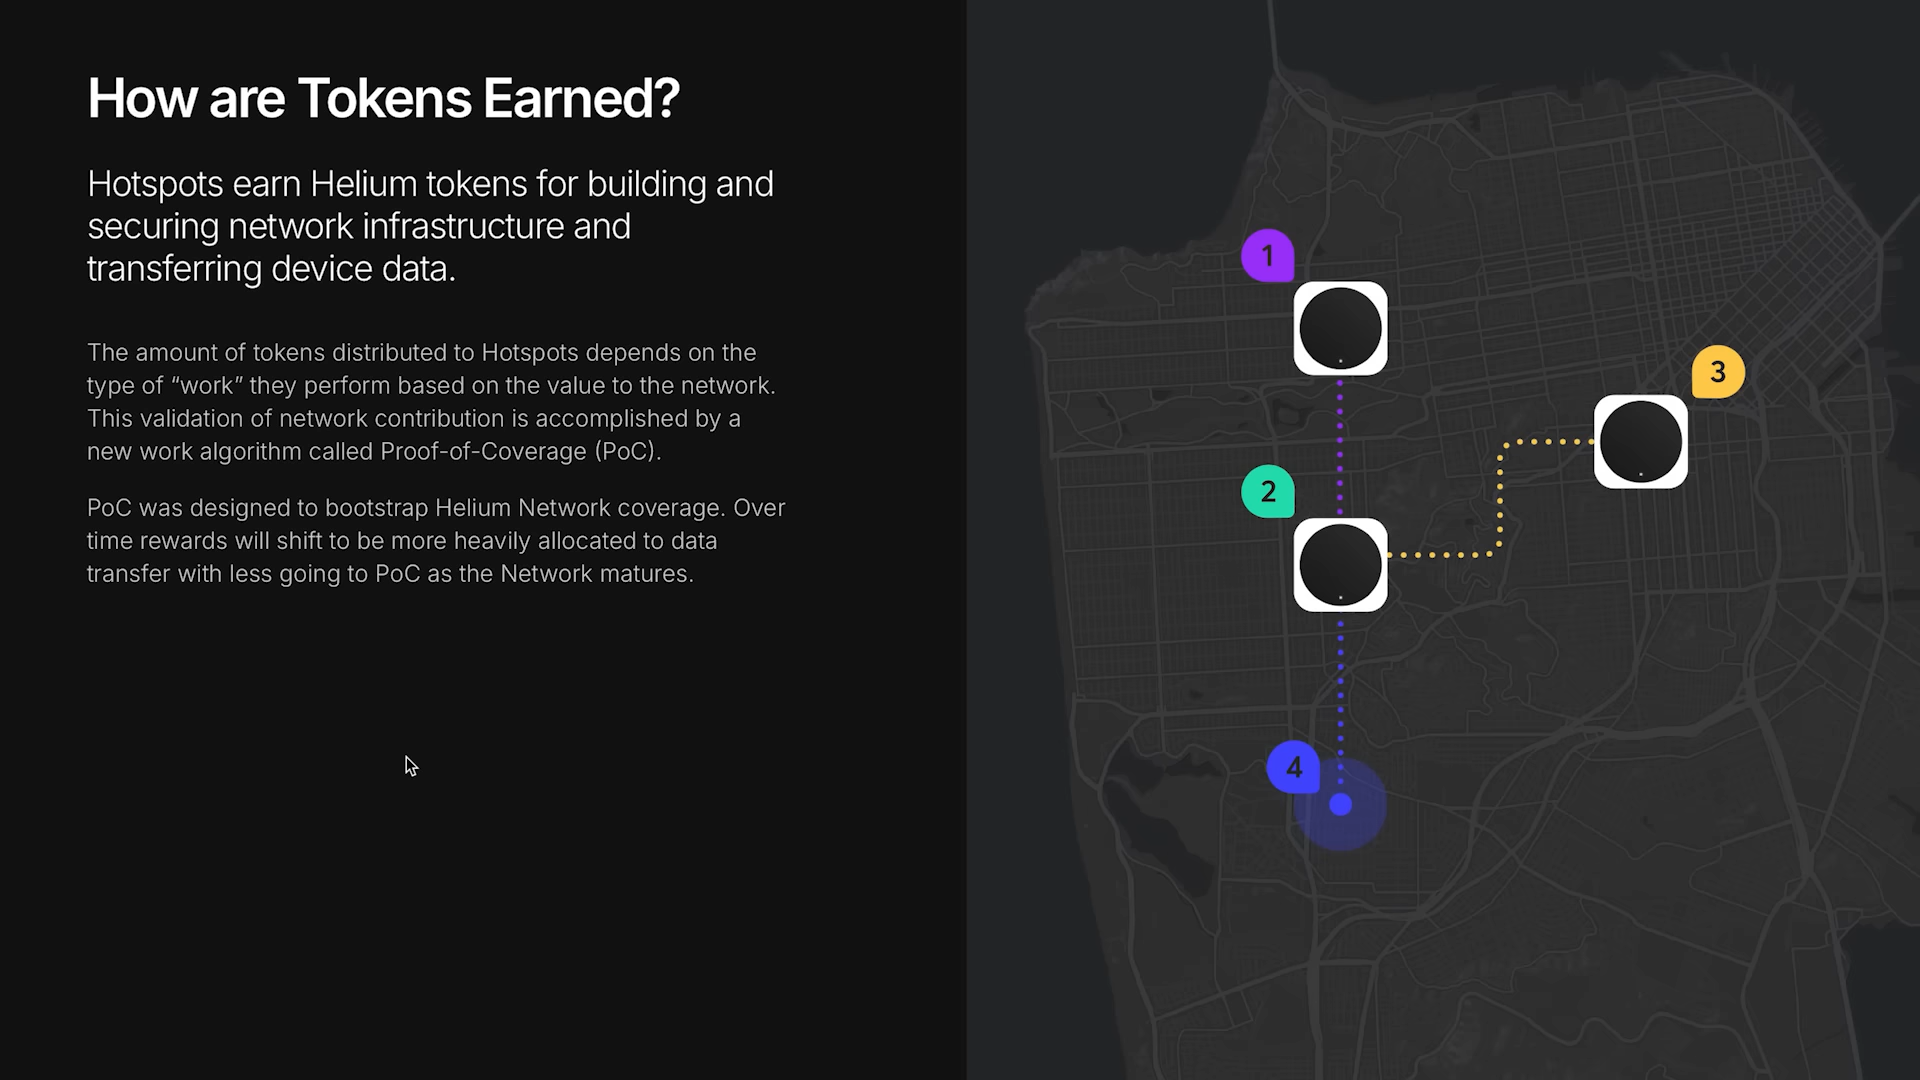 How are Tokens Earned?
Hotspots earn Helium tokens for building and
securing network infrastructure and
transferring device data.
The amount of tokens distributed to Hotspots depends on the
type of “work” they perform based on the value to the network.
This validation of network contribution is accomplished by a
new work algorithm called Proof-of-Coverage (PoC).
PoC was designed to bootstrap Helium Network coverage. Over
time rewards will shift to be more heavily allocated to data
transfer with less going to PoC as the Network matures.
1
3
2
4